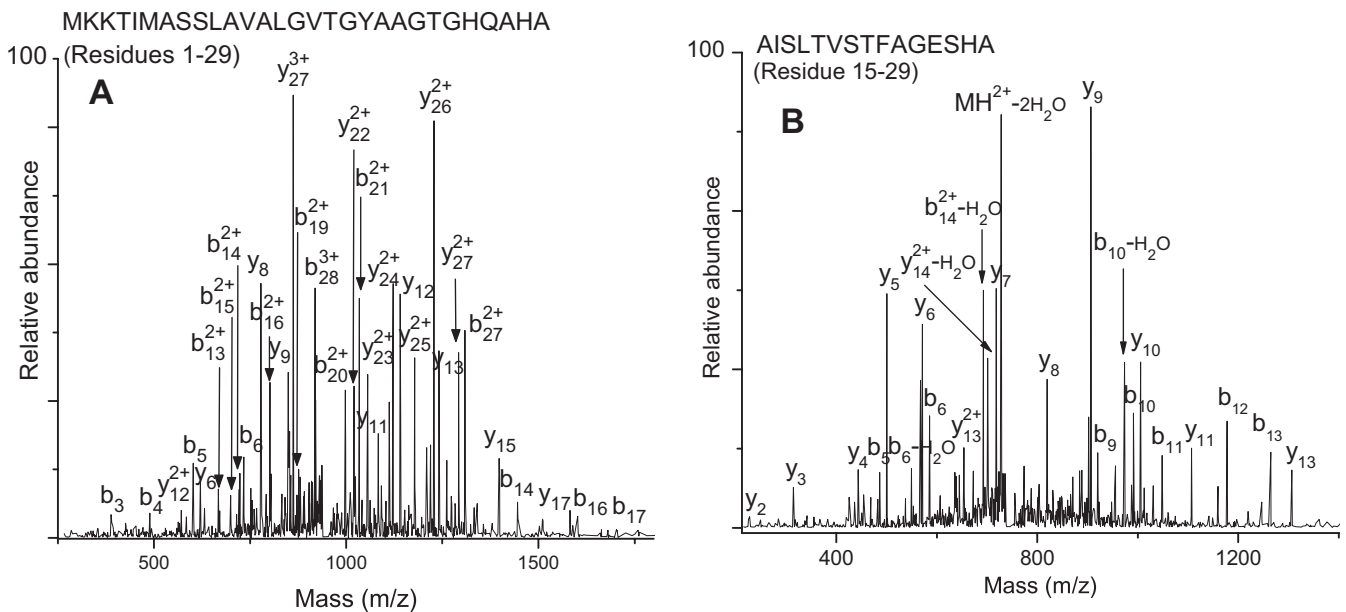 MKKTIMASSLAVALGVTGYAAGTGHQAHA
(Residues 1-29)
A
100
Relative abundance
y27 3+
y26 2+
y22 2+
b21 2+
b19 2+
b14 2+
y8
b28 3+
y24 2+
y12
y27 2+
b15 2+
b16 2+
b13 2+
y9
b20 2+
y23 2+
y25 2+
b27 2+
y13
y11
b5
b6
y6
y12 2+
b3
b4
y15
b14
y17
b16
b17
500
1000
1500
Mass (m/z)
AISLTVSTFAGESHA
(Residue 15-29)
B
100
Relative abundance
MH2+-2H2O
y9
b14 2+-H2O
y14 2+-H2O
b10-H2O
y5
y7
y6
y8
y10
b6
b10
y13 2+
b12
y4
b5
b6-H2O
b9
b11
y11
b13
y13
y3
y2
400
800
1200
Mass (m/z)